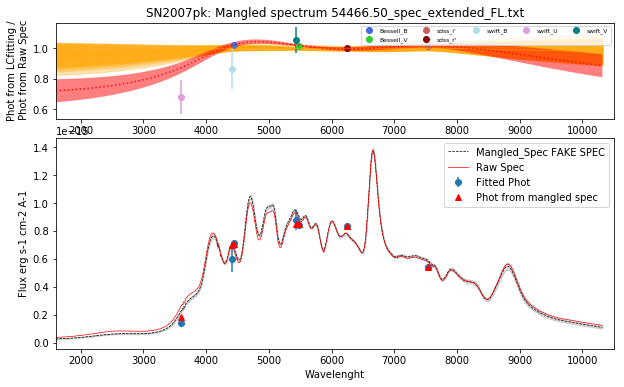 SN2007pk: Mangled spectrum 54466.50_spec_extended_FL.txt
Phot from LCfitting /
Phot from Raw Spec
1.0
0.8
0.6
Bessell_B
Bessell_V
sdss_i'
sdss_r'
swift_B
swift_U
swift_V
2000 3000 4000 5000 6000 7000 8000 9000 10000
Flux erg s-1 cm-2 A-1
1.4
1.2
1.0
0.8
0.6
0.4
0.2
0.0
Mangled_Spec FAKE SPEC
Raw Spec
Fitted Phot
Phot from mangled spec
2000 3000 4000 5000 6000 7000 8000 9000 10000
Wavelenght